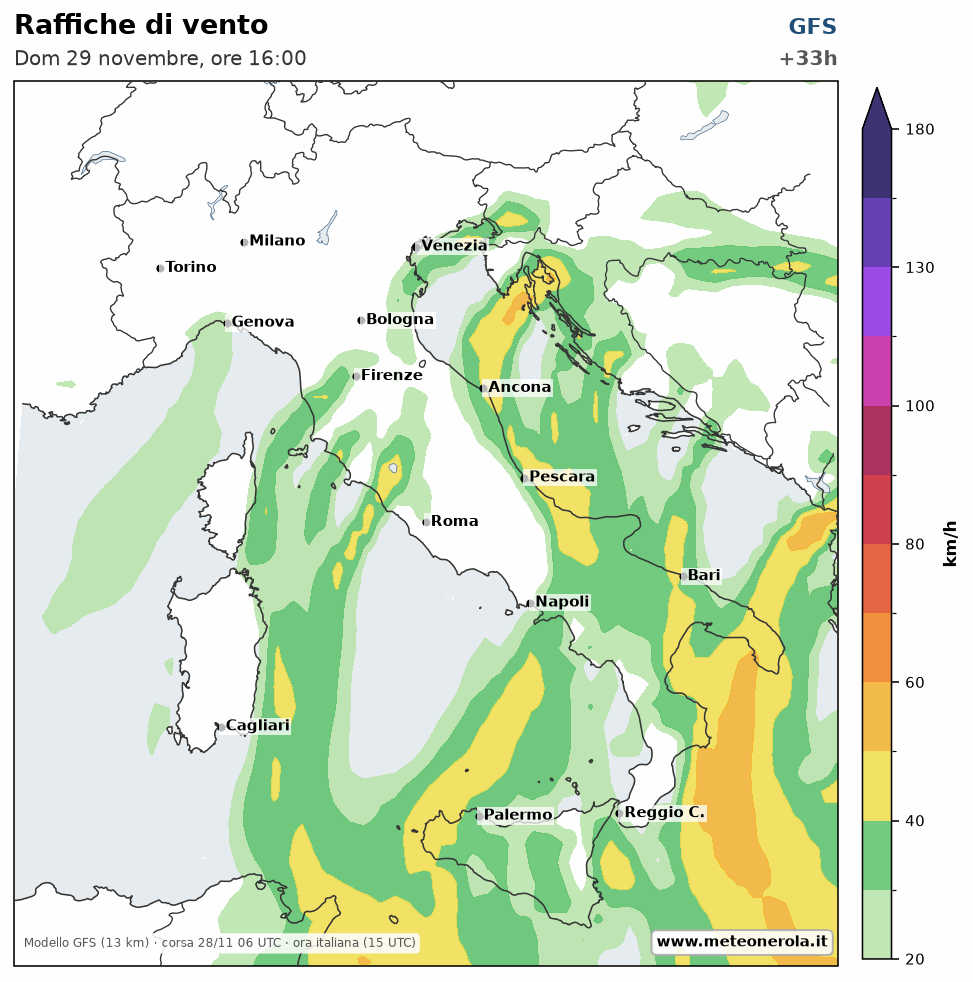 Raffiche di vento
GFS
Dom 29 novembre, ore 16:00
+33h
180
130
100
80
60
40
20
km/h
Milano
Venezia
Torino
Genova
Bologna
Firenze
Ancona
Pescara
Roma
Bari
Napoli
Cagliari
Palermo
Reggio C.
Modello GFS (13 km) · corsa 28/11 06 UTC · ora italiana (15 UTC)
www.meteonerola.it